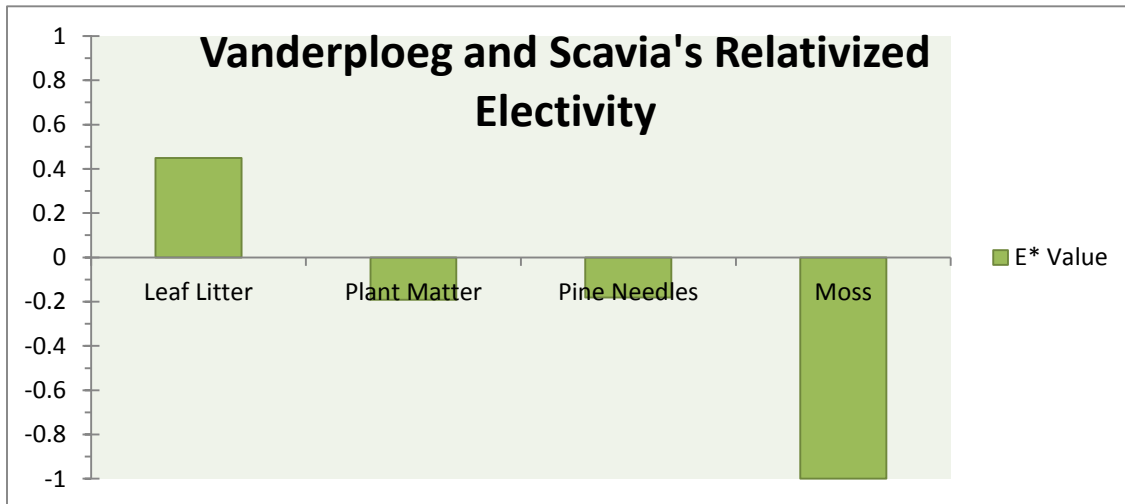 Vanderploeg and Scavia's Relativized
Electivity
1
0.8
0.6
0.4
0.2
0
-0.2
-0.4
-0.6
-0.8
-1
Leaf Litter
Plant Matter
Pine Needles
Moss
E* Value